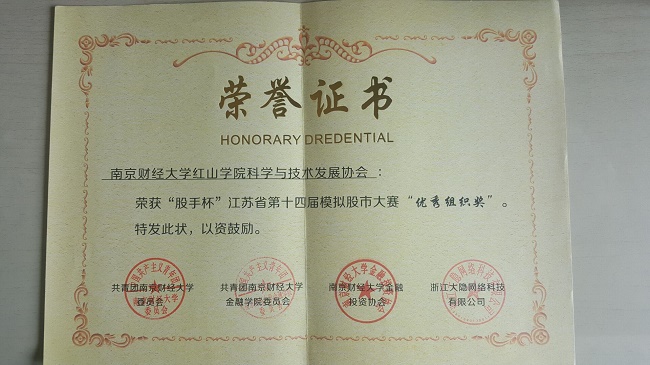 荣誉证书
HONORARY DREDENTIAL
南京财经大学红山学院科学与技术发展协会：
荣获“股手杯”江苏省第十四届模拟股市大赛“优秀组织奖”。
特发此状，以资鼓励。
共青团南京财经大学
委员会
共青团南京财经大学
金融学院委员会
南京财经大学金融
投资协会
浙江大隐网络科技
有限公司